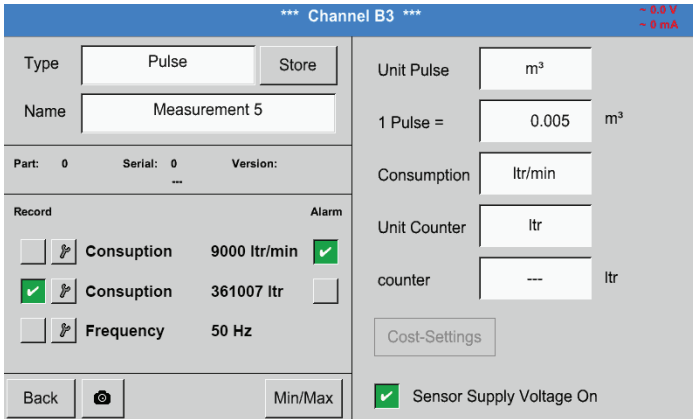 *** Channel B3 ***
~ 0.0 V
~ 0 mA
Type Pulse Store
Name Measurement 5
Part: 0 Serial: 0 Version:
---
Record Alarm
Consuption 9000 ltr/min
Consuption 361007 ltr
Frequency 50 Hz
Back Min/Max
Unit Pulse m³
1 Pulse = 0.005 m³
Consumption ltr/min
Unit Counter ltr
counter --- ltr
Cost-Settings
Sensor Supply Voltage On